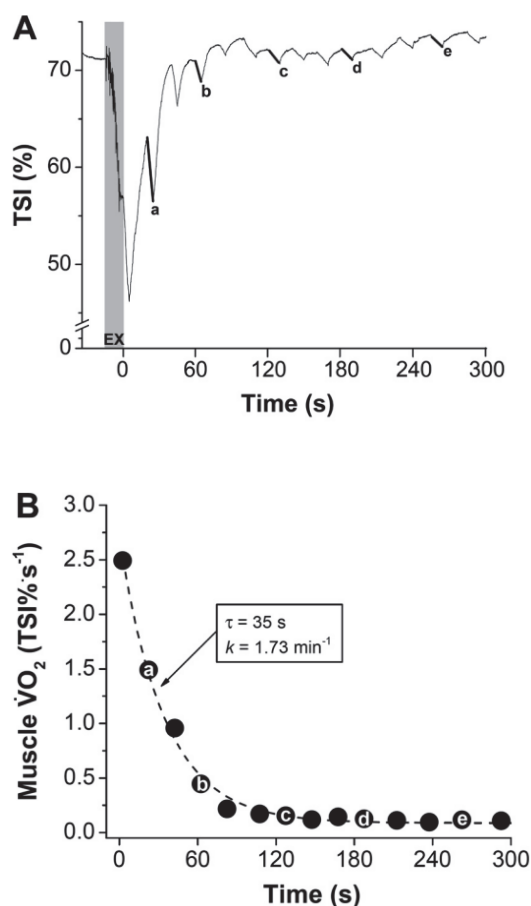 A
TSI (%)
70
60
50
0
EX
a
b
c
d
e
0 60 120 180 240 300
Time (s)
B
Muscle V̇O₂ (TSI%·s⁻¹)
3.0
2.5
2.0
1.5
1.0
0.5
0.0
τ = 35 s
k = 1.73 min⁻¹
a
b
c
d
e
0 60 120 180 240 300
Time (s)